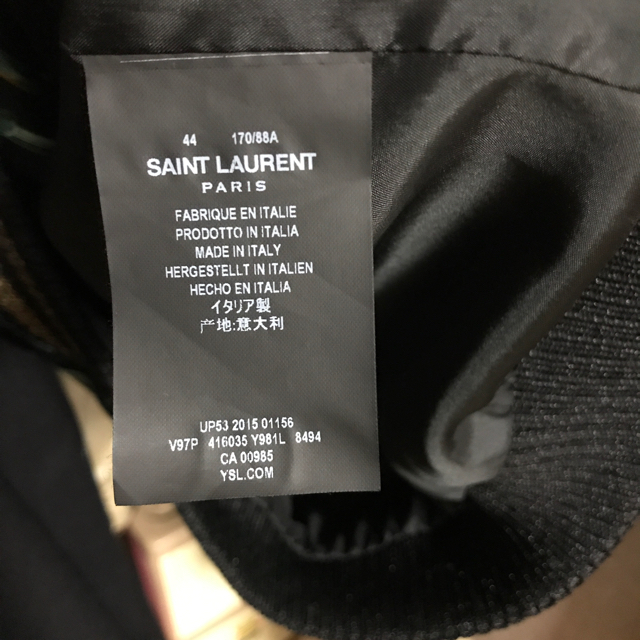 44 170/88A
SAINT LAURENT
PARIS
FABRIQUE EN ITALIE
PRODOTTO IN ITALIA
MADE IN ITALY
HERGESTELLT IN ITALIEN
HECHO EN ITALIA
イタリア製
产地:意大利
UP53 2015 01156
V97P 416035 Y981L 8494
CA 00985
YSL.COM